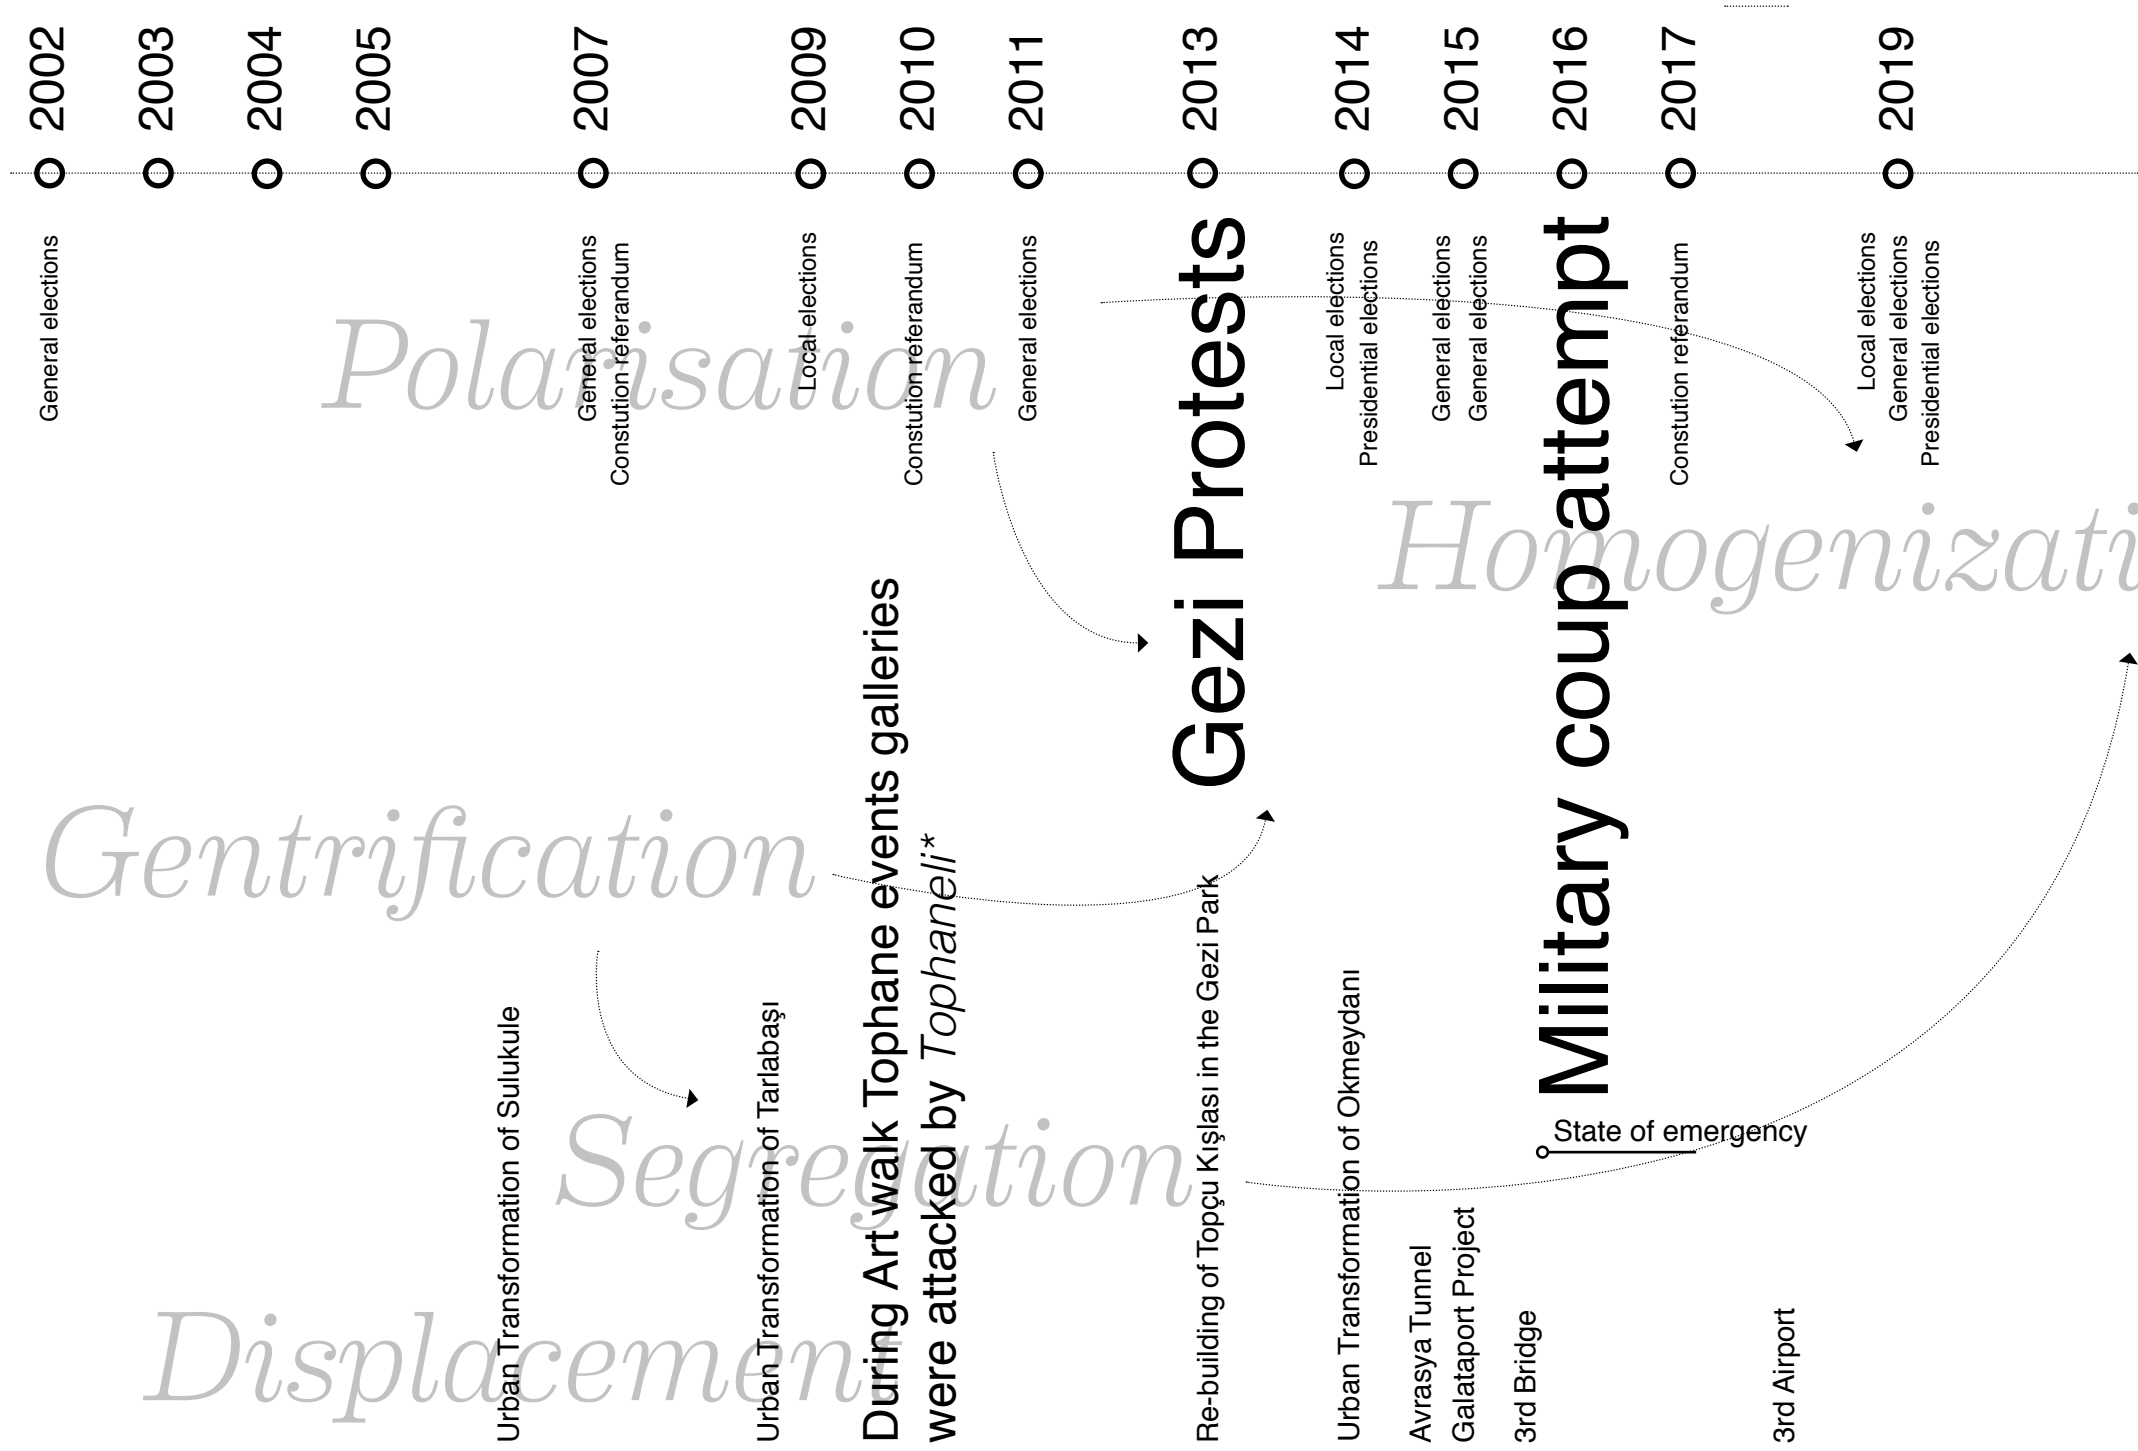 2002
2003
2004
2005
2007
2009
2010
2011
2013
2014
2015
2016
2017
2019
General elections
General elections
Constution referandum
Local elections
Constution referandum
General elections
Gezi Protests
Local elections
Presidential elections
General elections
General elections
Military coup attempt
Constution referandum
Local elections
General elections
Presidential elections
Polarisation
Homogenizati
Gentrification
Segregation
Displacement
Urban Transformation of Sulukule
Urban Transformation of Tarlabaşı
During Art walk Tophane events galleries
were attacked by Tophaneli*
Re-building of Topçu Kışlası in the Gezi Park
Urban Transformation of Okmeydanı
Avrasya Tunnel
Galataport Project
3rd Bridge
State of emergency
3rd Airport